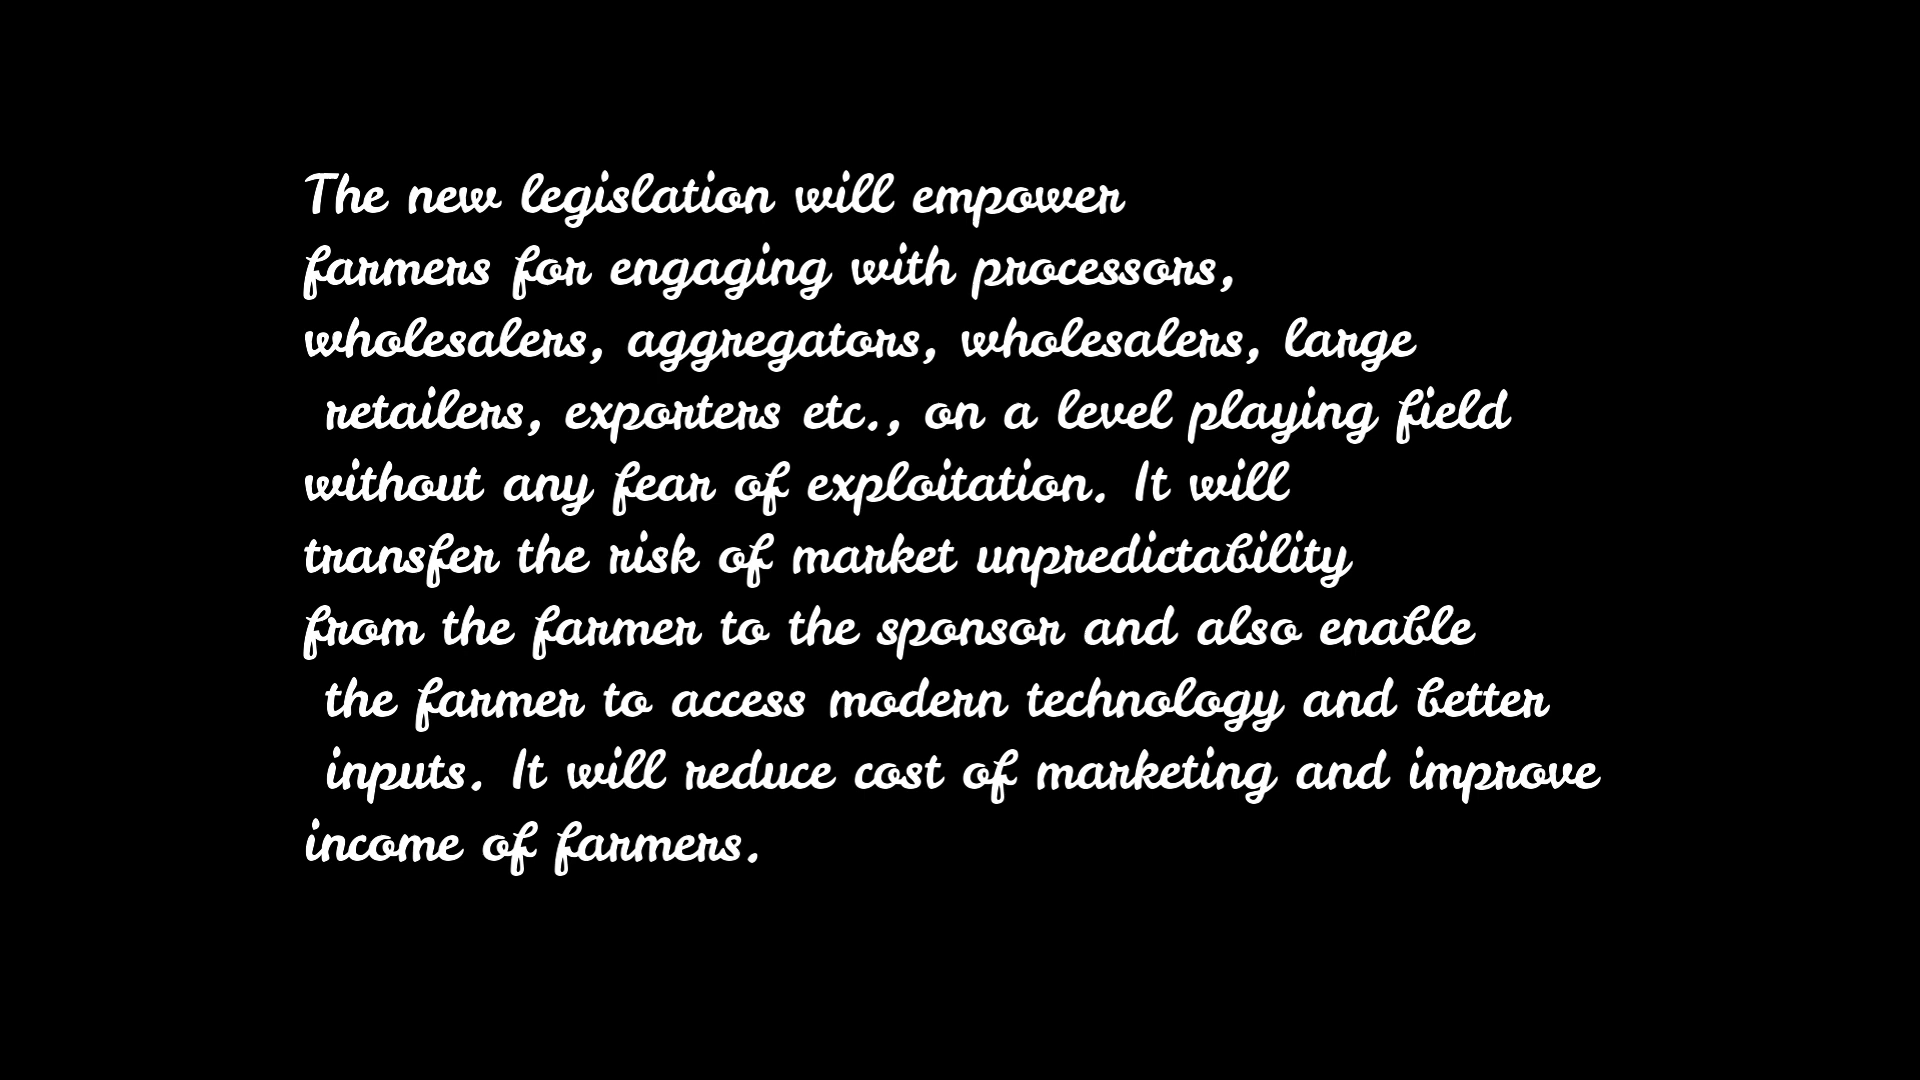 The new legislation will empower
farmers for engaging with processors,
wholesalers, aggregators, wholesalers, large
retailers, exporters etc., on a level playing field
without any fear of exploitation. It will
transfer the risk of market unpredictability
from the farmer to the sponsor and also enable
the farmer to access modern technology and better
inputs. It will reduce cost of marketing and improve
income of farmers.